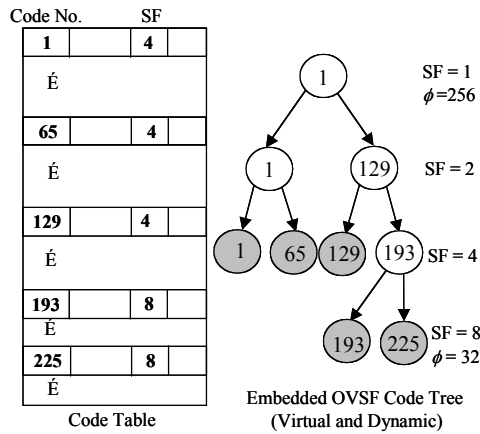 Code No. SF
1 4
É
65 4
É
129 4
É
193 8
É
225 8
É
Code Table
1
SF = 1
ϕ=256
1 129
SF = 2
1 65 129 193
SF = 4
193 225
SF = 8
ϕ= 32
Embedded OVSF Code Tree
(Virtual and Dynamic)